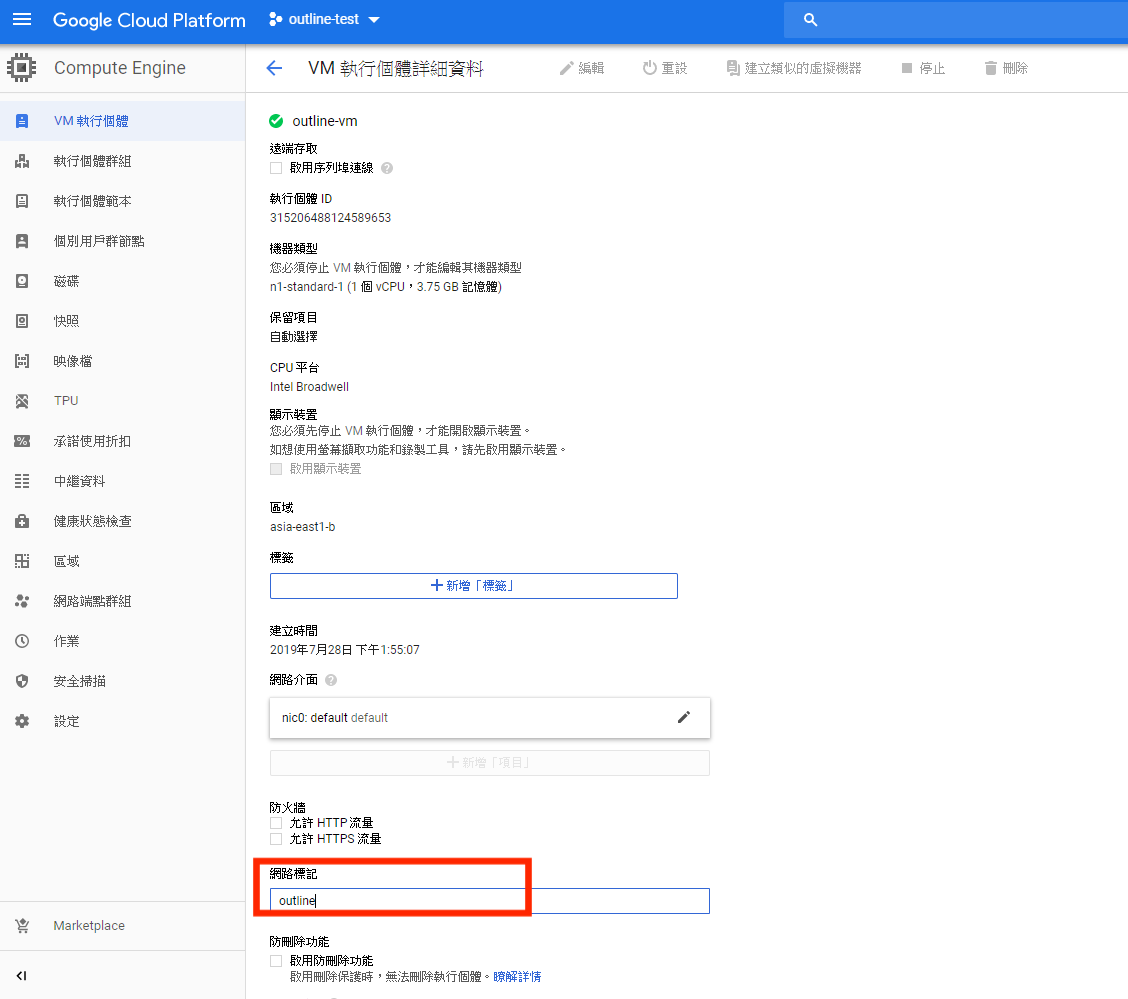 Google Cloud Platform
outline-test
Compute Engine
VM 執行個體詳細資料
編輯
重設
建立類似的虛擬機器
停止
刪除
VM 執行個體
執行個體群組
執行個體範本
個別用戶群節點
磁碟
快照
映像檔
TPU
承諾使用折扣
中繼資料
健康狀態檢查
區域
網路端點群組
作業
安全掃描
設定
Marketplace
outline-vm
遠端存取
啟用序列埠連線
執行個體 ID
315206488124589653
機器類型
您必須停止 VM 執行個體，才能編輯其機器類型
n1-standard-1 (1 個 vCPU，3.75 GB 記憶體)
保留項目
自動選擇
CPU 平台
Intel Broadwell
顯示裝置
您必須先停止 VM 執行個體，才能開啟顯示裝置。
如想使用螢幕擷取功能和錄製工具，請先啟用顯示裝置。
啟用顯示裝置
區域
asia-east1-b
標籤
新增「標籤」
建立時間
2019年7月28日 下午1:55:07
網路介面
nic0: default default
新增「項目」
防火牆
允許 HTTP 流量
允許 HTTPS 流量
網路標記
outline
防刪除功能
啟用防刪除功能
啟用刪除保護時，無法刪除執行個體。瞭解詳情